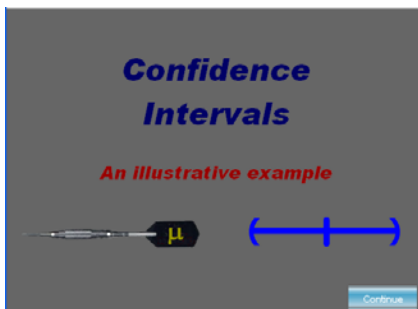 Confidence
Intervals
An illustrative example
μ
Continue